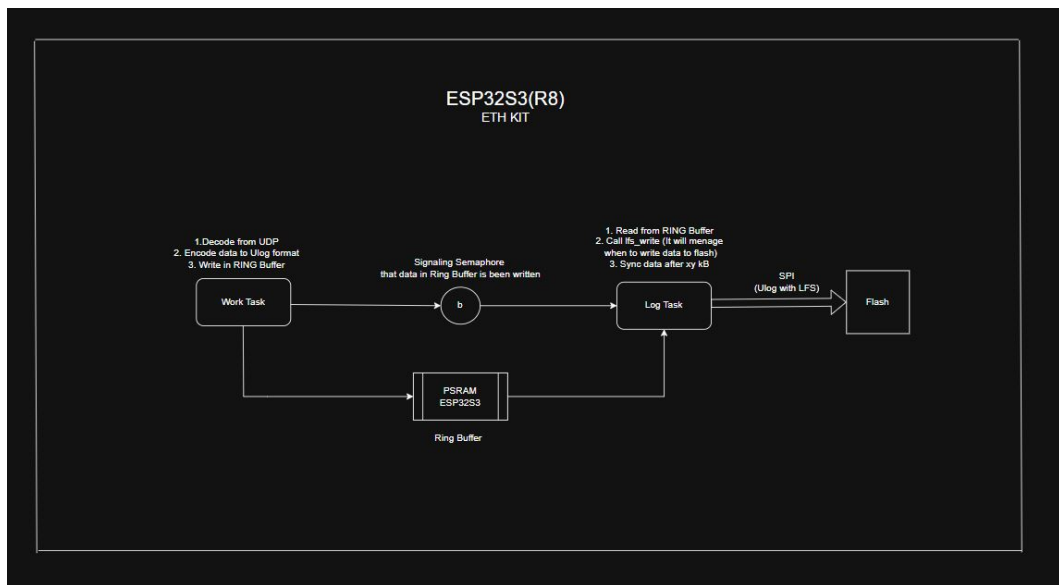 ESP32S3(R8)
ETH KIT
1.Decode from UDP
2. Encode data to Ulog format
3. Write in RING Buffer
Work Task
Signaling Semaphore
that data in Ring Buffer is been written
b
1. Read from RING Buffer
2. Call lfs_write (It will menage
when to write data to flash)
3. Sync data after xy kB
Log Task
SPI
(Ulog with LFS)
Flash
PSRAM
ESP32S3
Ring Buffer